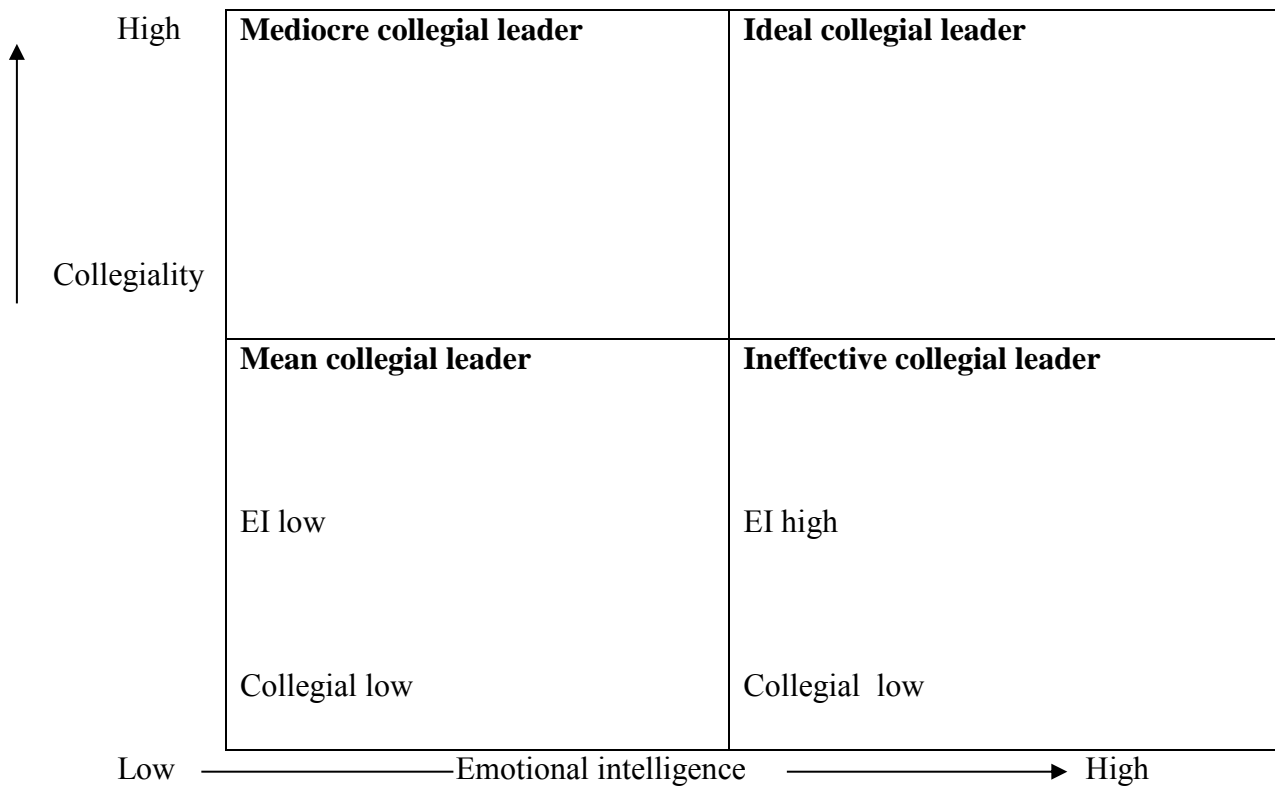 High
Mediocre collegial leader
Ideal collegial leader
Collegiality
Mean collegial leader
Ineffective collegial leader
EI low
EI high
Collegial low
Collegial  low
Low
Emotional intelligence
High